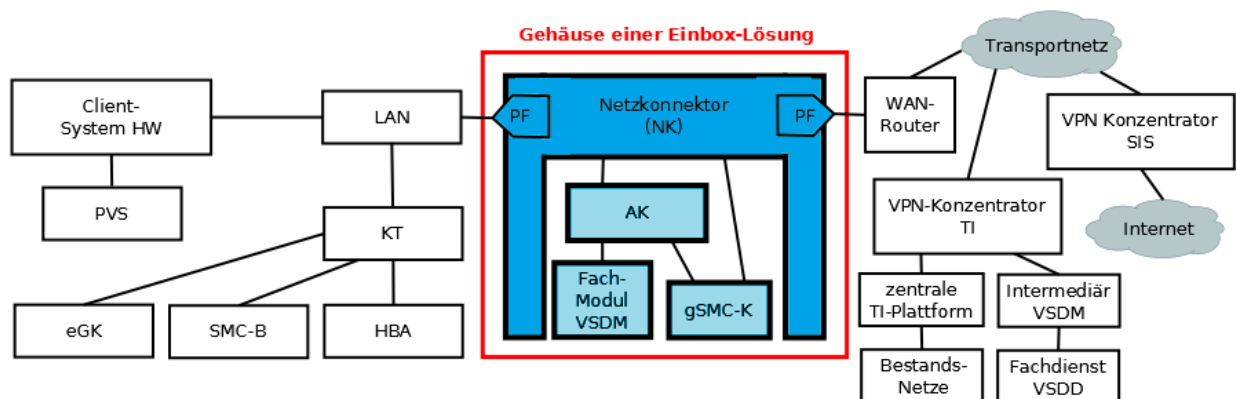 Gehäuse einer Einbox-Lösung
Transportnetz
Client-
System HW
LAN
PF
Netzkonnektor
(NK)
PF
WAN-
Router
VPN Konzentrator
SIS
PVS
KT
AK
VPN-Konzentrator
TI
Internet
Fach-
Modul
VSDM
gSMC-K
zentrale
TI-Plattform
Intermediär
VSDM
eGK
SMC-B
HBA
Bestands-
Netze
Fachdienst
VSDD